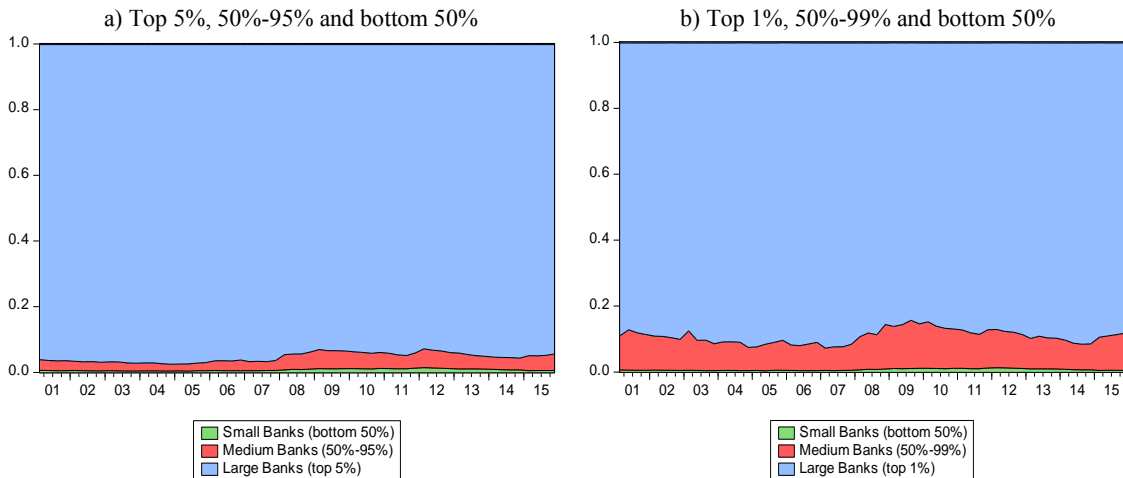 a) Top 5%, 50%-95% and bottom 50%
1.0
0.8
0.6
0.4
0.2
0.0
01 02 03 04 05 06 07 08 09 10 11 12 13 14 15
Small Banks (bottom 50%)
Medium Banks (50%-95%)
Large Banks (top 5%)
b) Top 1%, 50%-99% and bottom 50%
1.0
0.8
0.6
0.4
0.2
0.0
01 02 03 04 05 06 07 08 09 10 11 12 13 14 15
Small Banks (bottom 50%)
Medium Banks (50%-99%)
Large Banks (top 1%)